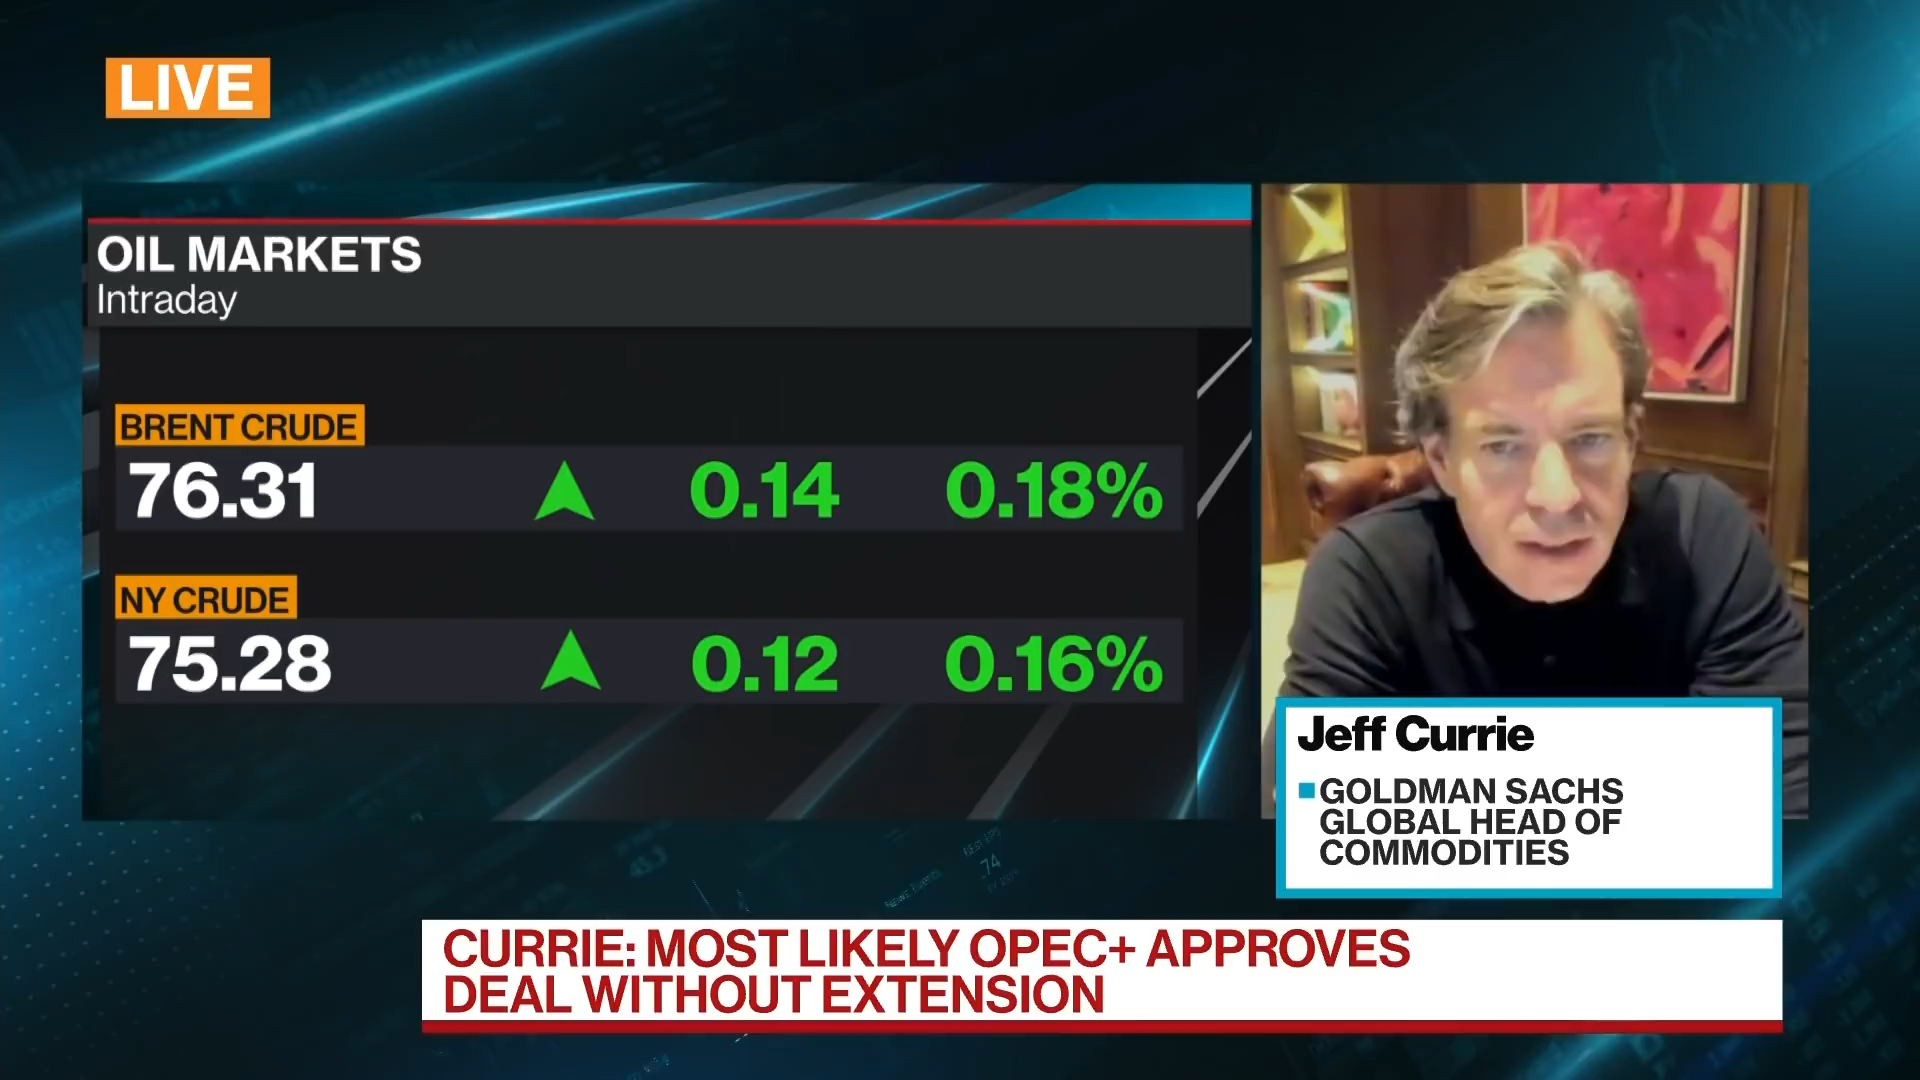 LIVE
OIL MARKETS
Intraday
BRENT CRUDE
76.31 0.14 0.18%
NY CRUDE
75.28 0.12 0.16%
Jeff Currie
GOLDMAN SACHS
GLOBAL HEAD OF
COMMODITIES
CURRIE: MOST LIKELY OPEC+ APPROVES
DEAL WITHOUT EXTENSION